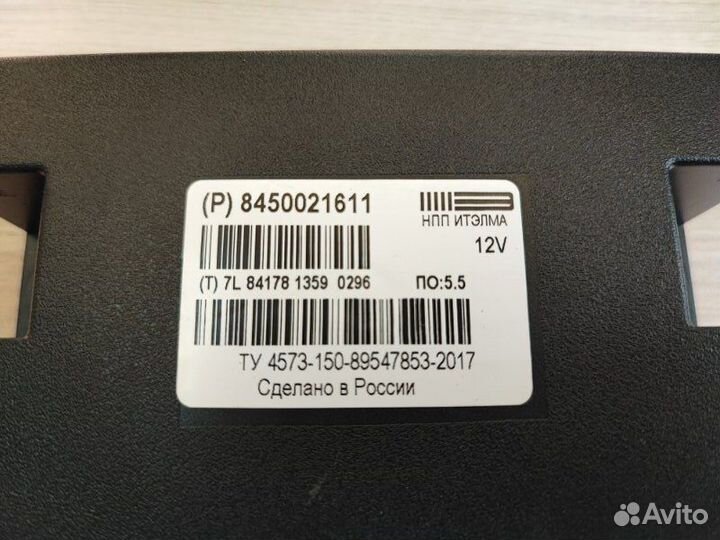 (P) 8450021611
НПП ИТЭЛМА
12V
(T) 7L 84178 1359 0296 ПО:5.5
ТУ 4573-150-89547853-2017
Сделано в России
Avito